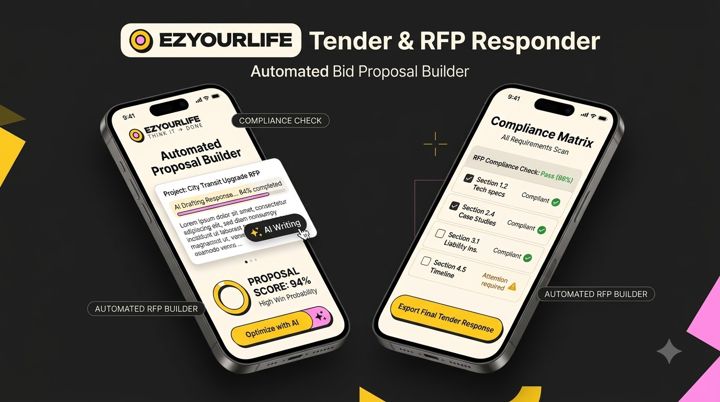 EZYOURLIFE Tender & RFP Responder
Automated Bid Proposal Builder
COMPLIANCE CHECK
9:41
EZYOURLIFE
THINK IT → DONE
Automated
Proposal Builder
Project: City Transit Upgrade RFP
AI Drafting Response... 84% completed
Lorem ipsum dolor sit amet, consectetur
adipiscing elit, sed diam nonummy
incididunt ut laboreet
magnacisut ut, venen
quamodo venris ...
AI Writing
PROPOSAL
SCORE: 94%
High Win Probability
Optimize with AI
AUTOMATED RFP BUILDER
9:41
Compliance Matrix
All Requirements Scan
RFP Compliance Check: Pass (98%)
Section 1.2
Tech specs
Compliant
Section 2.4
Case Studies
Compliant
Section 3.1
Liability Ins.
Compliant
Section 4.5
Timeline
Attention
required
Export Final Tender Response
AUTOMATED RFP BUILDER